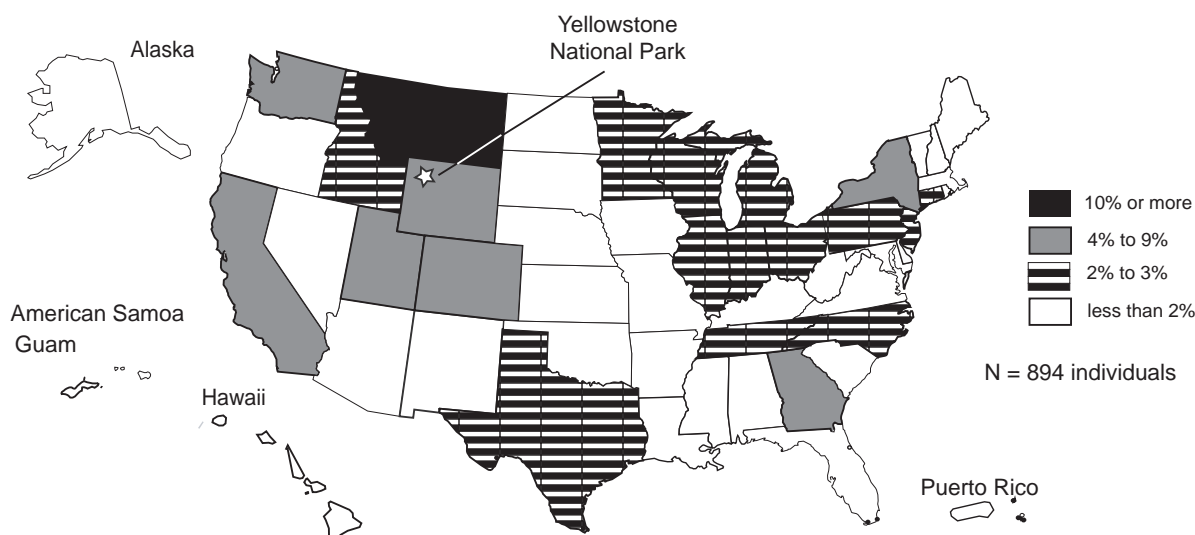 Yellowstone
National Park
Alaska
10% or more
4% to 9%
2% to 3%
less than 2%
American Samoa
Guam
N = 894 individuals
Hawaii
Puerto Rico